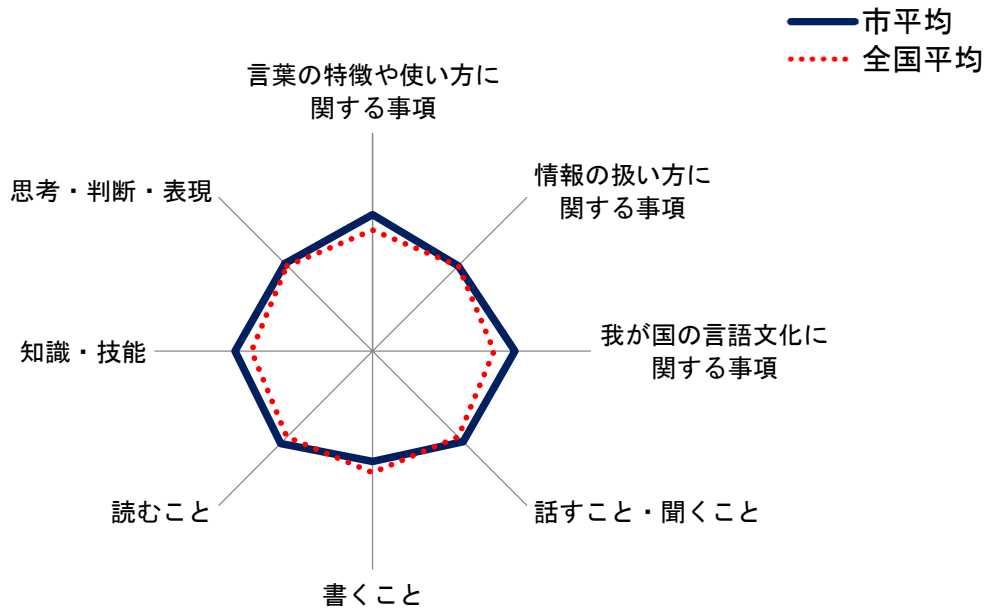 市平均
全国平均
言葉の特徴や使い方に
関する事項
情報の扱い方に
関する事項
我が国の言語文化に
関する事項
話すこと・聞くこと
書くこと
読むこと
知識・技能
思考・判断・表現